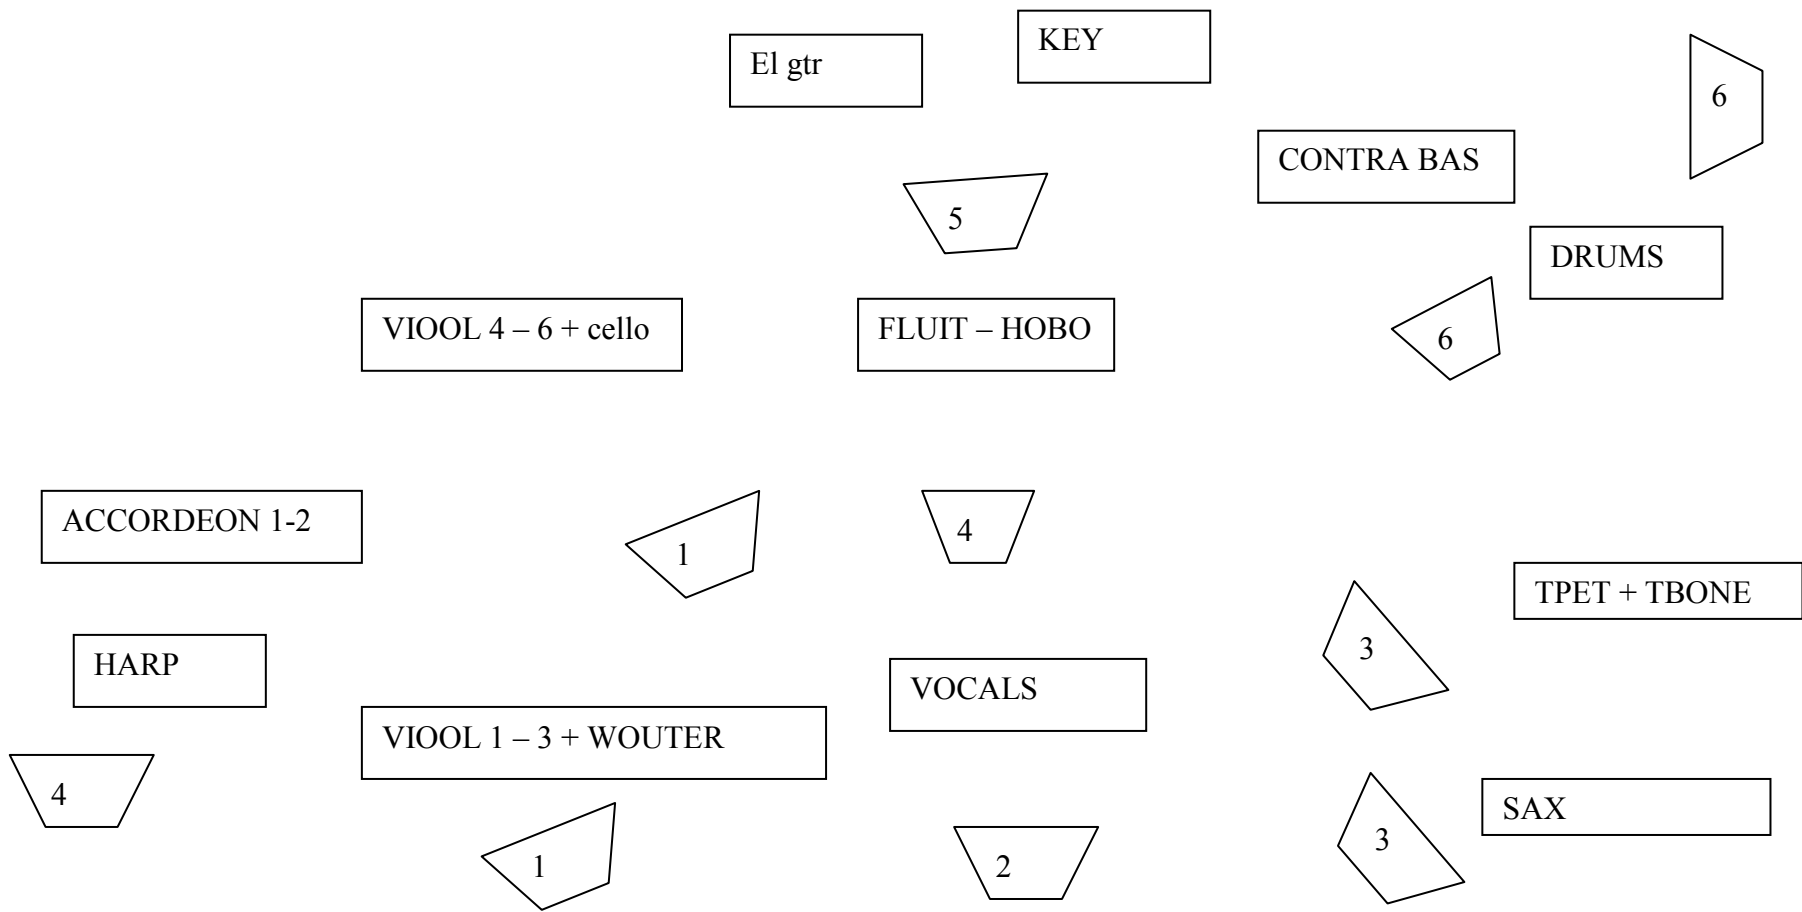 KEY
El gtr
6
CONTRA BAS
5
DRUMS
VIOOL 4 – 6 + cello
FLUIT – HOBO
6
ACCORDEON 1-2
1
4
TPET + TBONE
3
HARP
VOCALS
VIOOL 1 – 3 + WOUTER
4
SAX
3
1
2